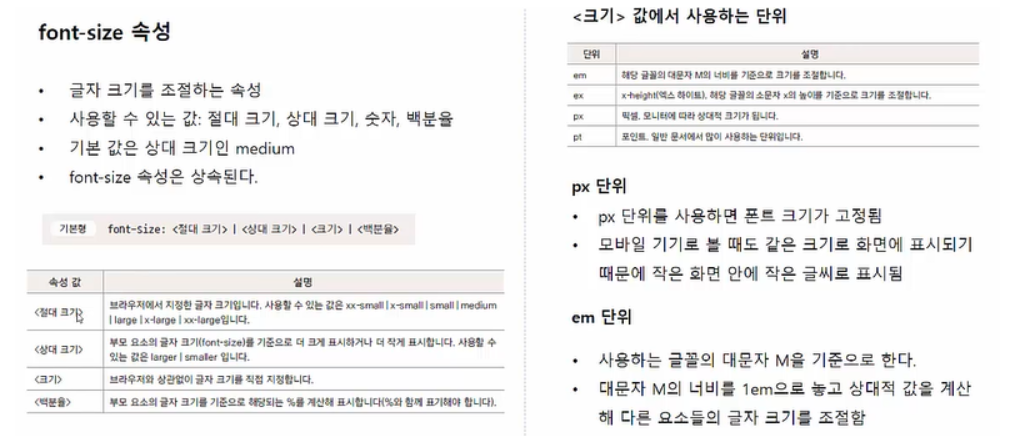 font-size 속성
• 글자 크기를 조절하는 속성
• 사용할 수 있는 값: 절대 크기, 상대 크기, 숫자, 백분율
• 기본 값은 상대 크기인 medium
• font-size 속성은 상속된다.
기본형 font-size: <절대 크기> | <상대 크기> | <크기> | <백분율>
속성 값 설명
<절대 크기> 브라우저에서 지정한 글자 크기입니다. 사용할 수 있는 값은 xx-small | x-small | small | medium
| large | x-large | xx-large입니다.
<상대 크기> 부모 요소의 글자 크기(font-size)를 기준으로 더 크게 표시하거나 더 작게 표시합니다. 사용할 수
있는 값은 larger | smaller 입니다.
<크기> 브라우저와 상관없이 글자 크기를 직접 지정합니다.
<백분율> 부모 요소의 글자 크기를 기준으로 해당되는 %를 계산해 표시합니다(%와 함께 표기해야 합니다).
<크기> 값에서 사용하는 단위
단위 설명
em 해당 글꼴의 대문자 M의 너비를 기준으로 크기를 조절합니다.
ex x-height(엑스 하이트). 해당 글꼴의 소문자 x의 높이를 기준으로 크기를 조절합니다.
px 픽셀. 모니터에 따라 상대적 크기가 됩니다.
pt 포인트. 일반 문서에서 많이 사용하는 단위입니다.
px 단위
• px 단위를 사용하면 폰트 크기가 고정됨
• 모바일 기기로 볼 때도 같은 크기로 화면에 표시되기
때문에 작은 화면 안에 작은 글씨로 표시됨
em 단위
• 사용하는 글꼴의 대문자 M을 기준으로 한다.
• 대문자 M의 너비를 1em으로 놓고 상대적 값을 계산
해 다른 요소들의 글자 크기를 조절함